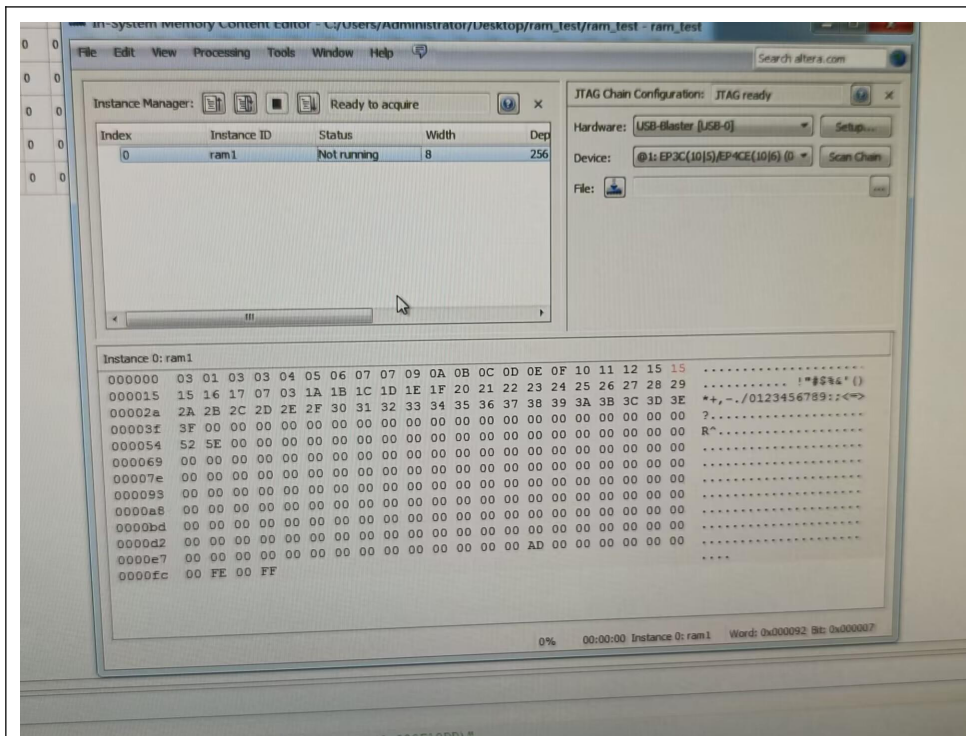 In-System Memory Content Editor - C:/Users/Administrator/Desktop/ram_test/ram_test - ram_test
File Edit View Processing Tools Window Help
Search altera.com
Instance Manager: Ready to acquire
JTAG Chain Configuration: JTAG ready
Index Instance ID Status Width Dep
0 ram1 Not running 8 256
Hardware: USB-Blaster [USB-0] Setup...
Device: @1: EP3C(10|5)/EP4CE(10|6) (0 Scan Chain
File: ...
Instance 0: ram1
000000 03 01 03 03 04 05 06 07 07 09 0A 0B 0C 0D 0E 0F 10 11 12 15 15 .....................
000015 15 16 17 07 03 1A 1B 1C 1D 1E 1F 20 21 22 23 24 25 26 27 28 29 ........... !"#$%&'()
00002a 2A 2B 2C 2D 2E 2F 30 31 32 33 34 35 36 37 38 39 3A 3B 3C 3D 3E *+,-./0123456789:;<=>
00003f 3F 00 00 00 00 00 00 00 00 00 00 00 00 00 00 00 00 00 00 00 00 ?....................
000054 52 5E 00 00 00 00 00 00 00 00 00 00 00 00 00 00 00 00 00 00 00 R^...................
000069 00 00 00 00 00 00 00 00 00 00 00 00 00 00 00 00 00 00 00 00 00 .....................
00007e 00 00 00 00 00 00 00 00 00 00 00 00 00 00 00 00 00 00 00 00 00 .....................
000093 00 00 00 00 00 00 00 00 00 00 00 00 00 00 00 00 00 00 00 00 00 .....................
0000a8 00 00 00 00 00 00 00 00 00 00 00 00 00 00 00 00 00 00 00 00 00 .....................
0000bd 00 00 00 00 00 00 00 00 00 00 00 00 00 00 00 00 00 00 00 00 00 .....................
0000d2 00 00 00 00 00 00 00 00 00 00 00 00 00 00 00 00 00 00 00 00 00 .....................
0000e7 00 00 00 00 00 00 00 00 00 00 00 00 00 00 AD 00 00 00 00 00 00 .....................
0000fc 00 FE 00 FF ....
0% 00:00:00 Instance 0: ram1 Word: 0x000092 Bit: 0x000007
0 0
0 0
0 0
0 0
0 0